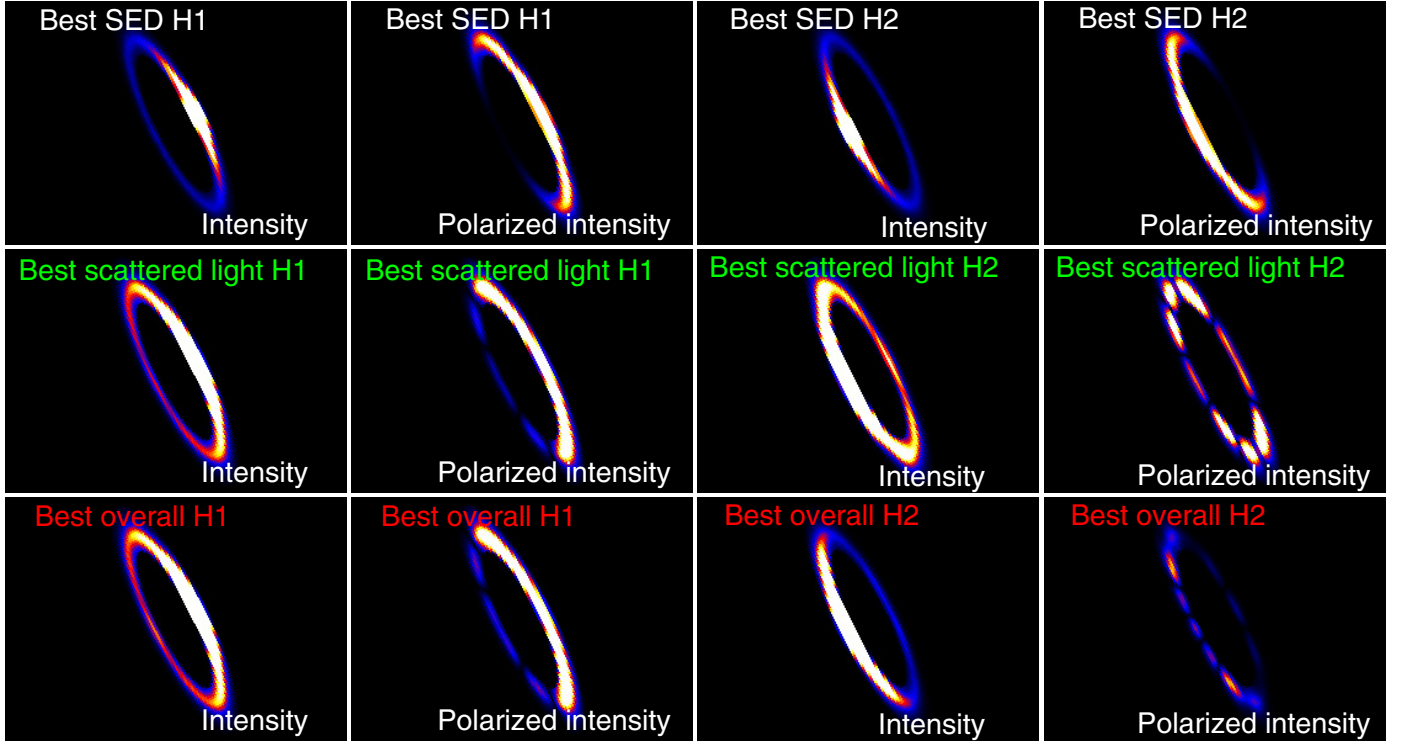 Best SED H1
Intensity
Best SED H1
Polarized intensity
Best SED H2
Intensity
Best SED H2
Polarized intensity
Best scattered light H1
Intensity
Best scattered light H1
Polarized intensity
Best scattered light H2
Intensity
Best scattered light H2
Polarized intensity
Best overall H1
Intensity
Best overall H1
Polarized intensity
Best overall H2
Intensity
Best overall H2
Polarized intensity